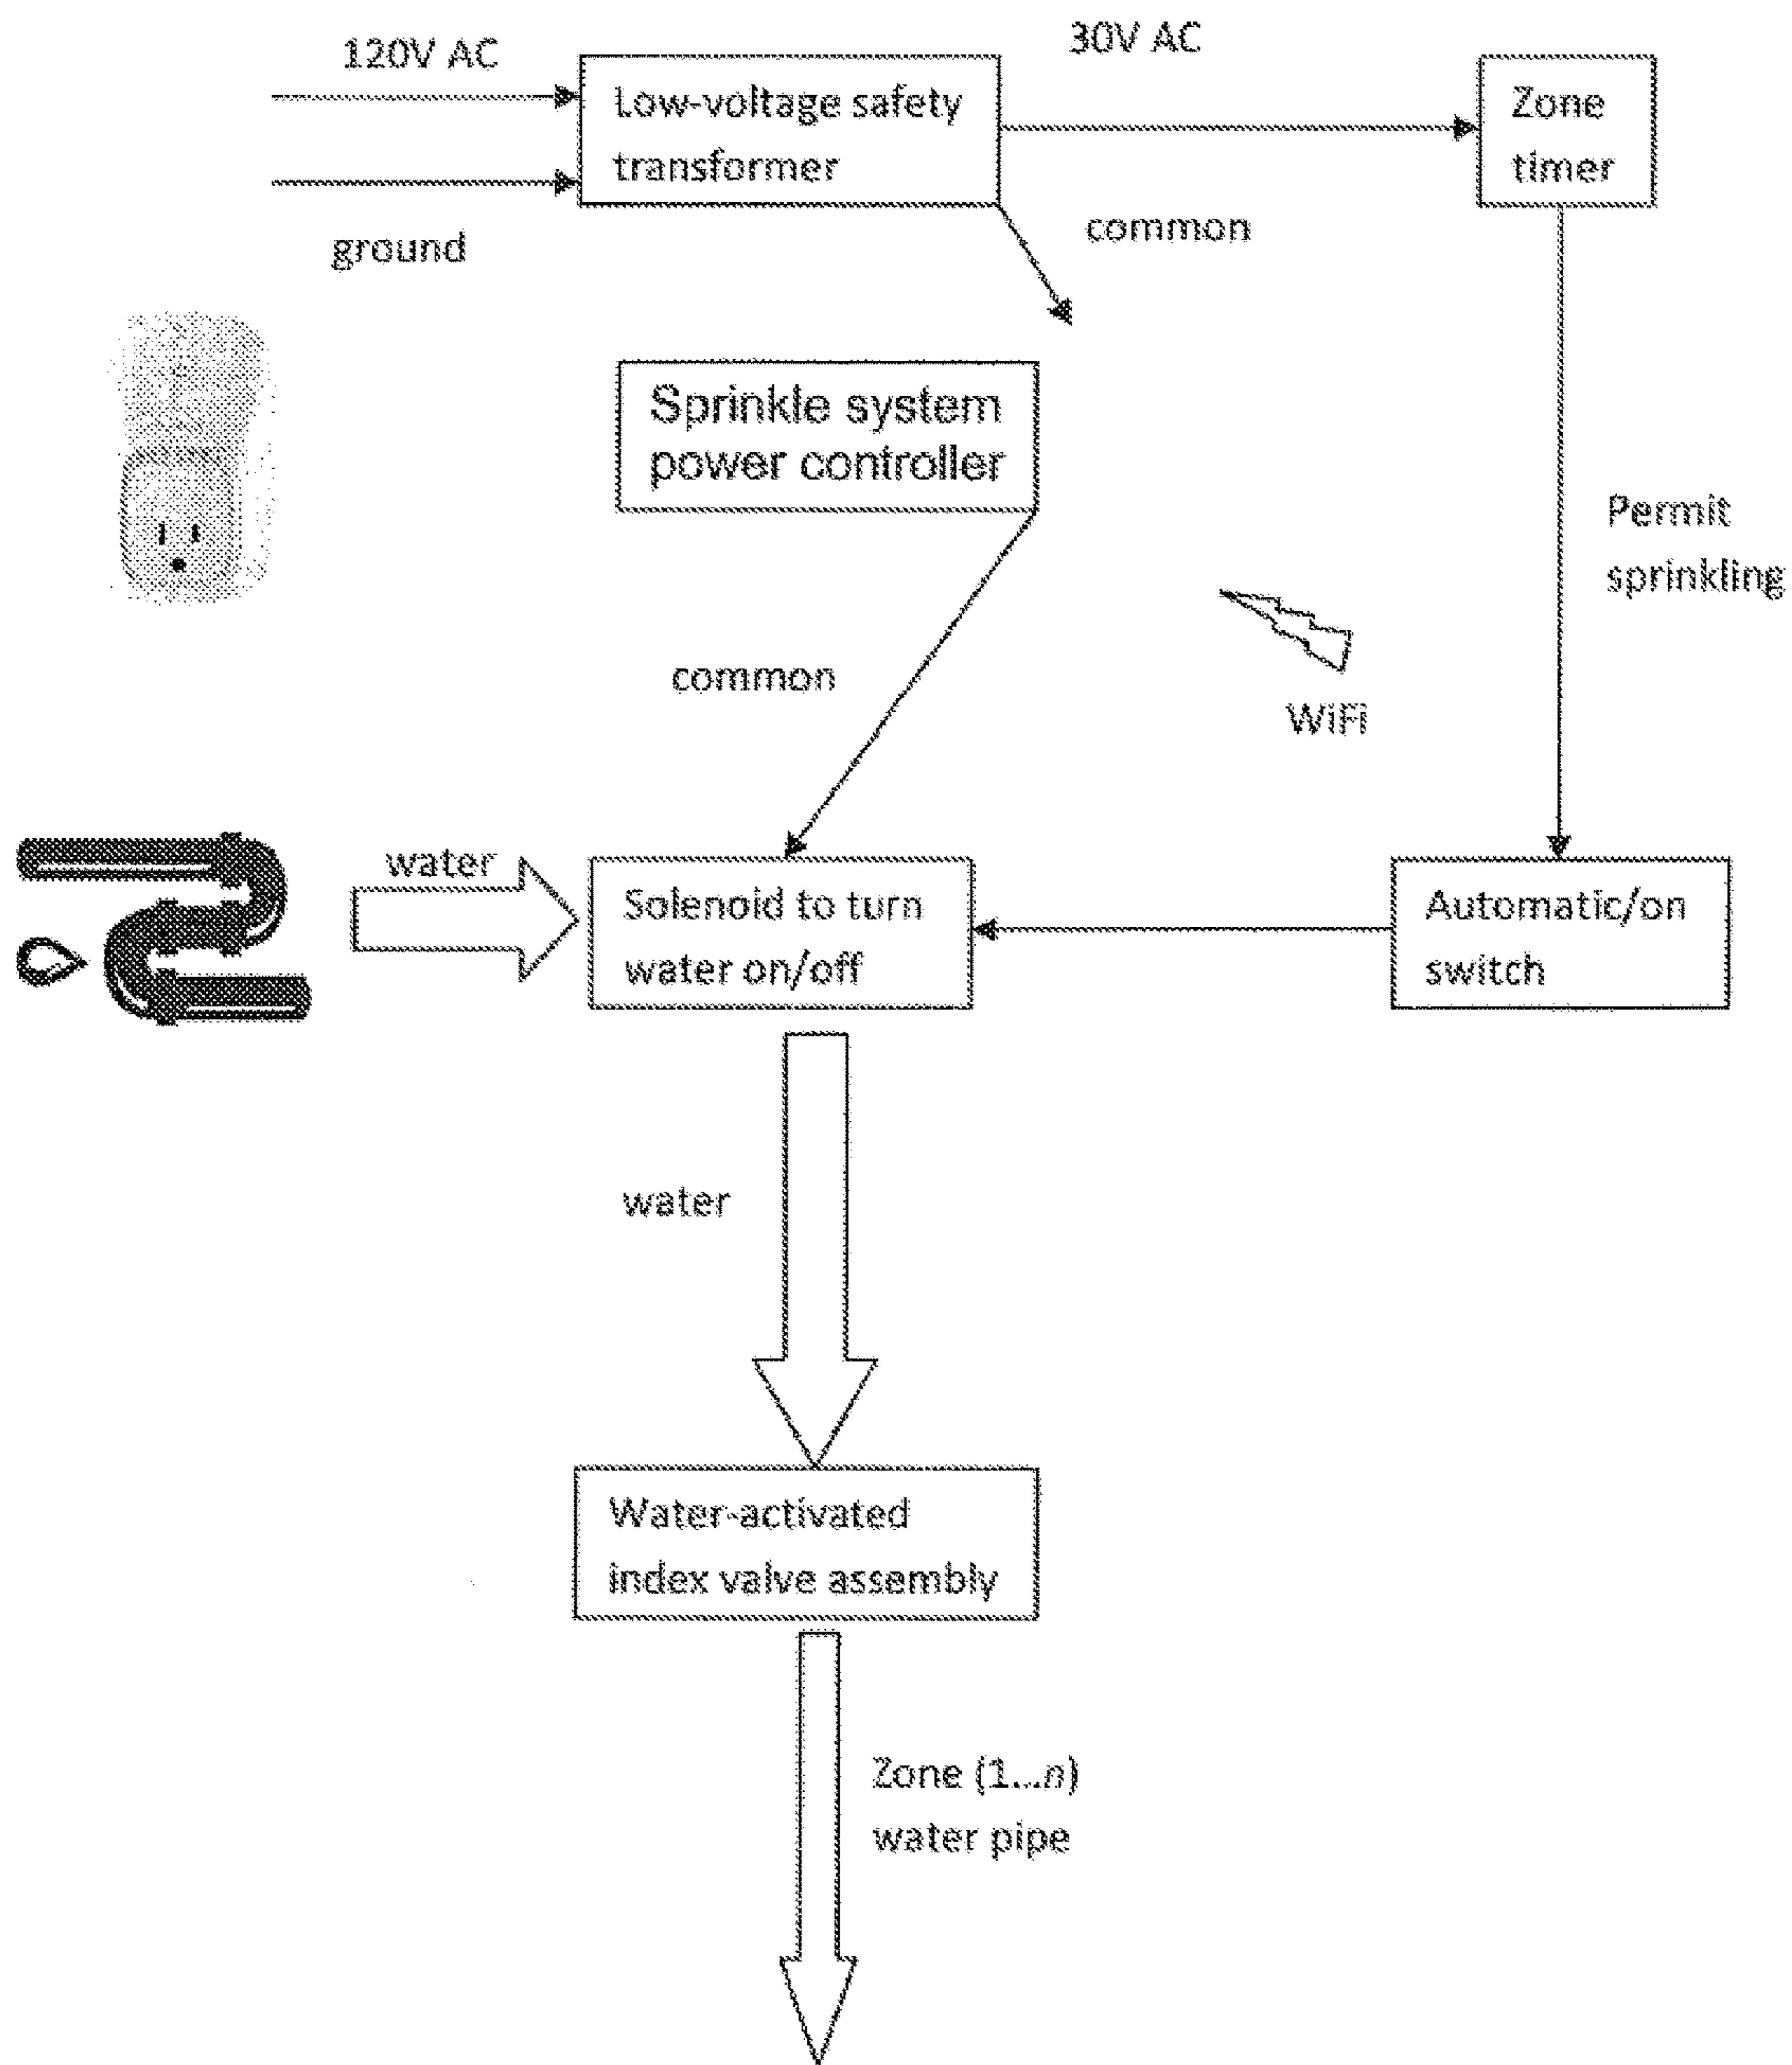 120V AC
30V AC
Low-voltage safety
transformer
Zone
timer
ground
common
Sprinkle system
power controller
Permit
sprinkling
common
WiFi
water
Solenoid to turn
water on/off
Automatic/on
switch
water
Water-activated
index valve assembly
Zone (1...n)
water pipe